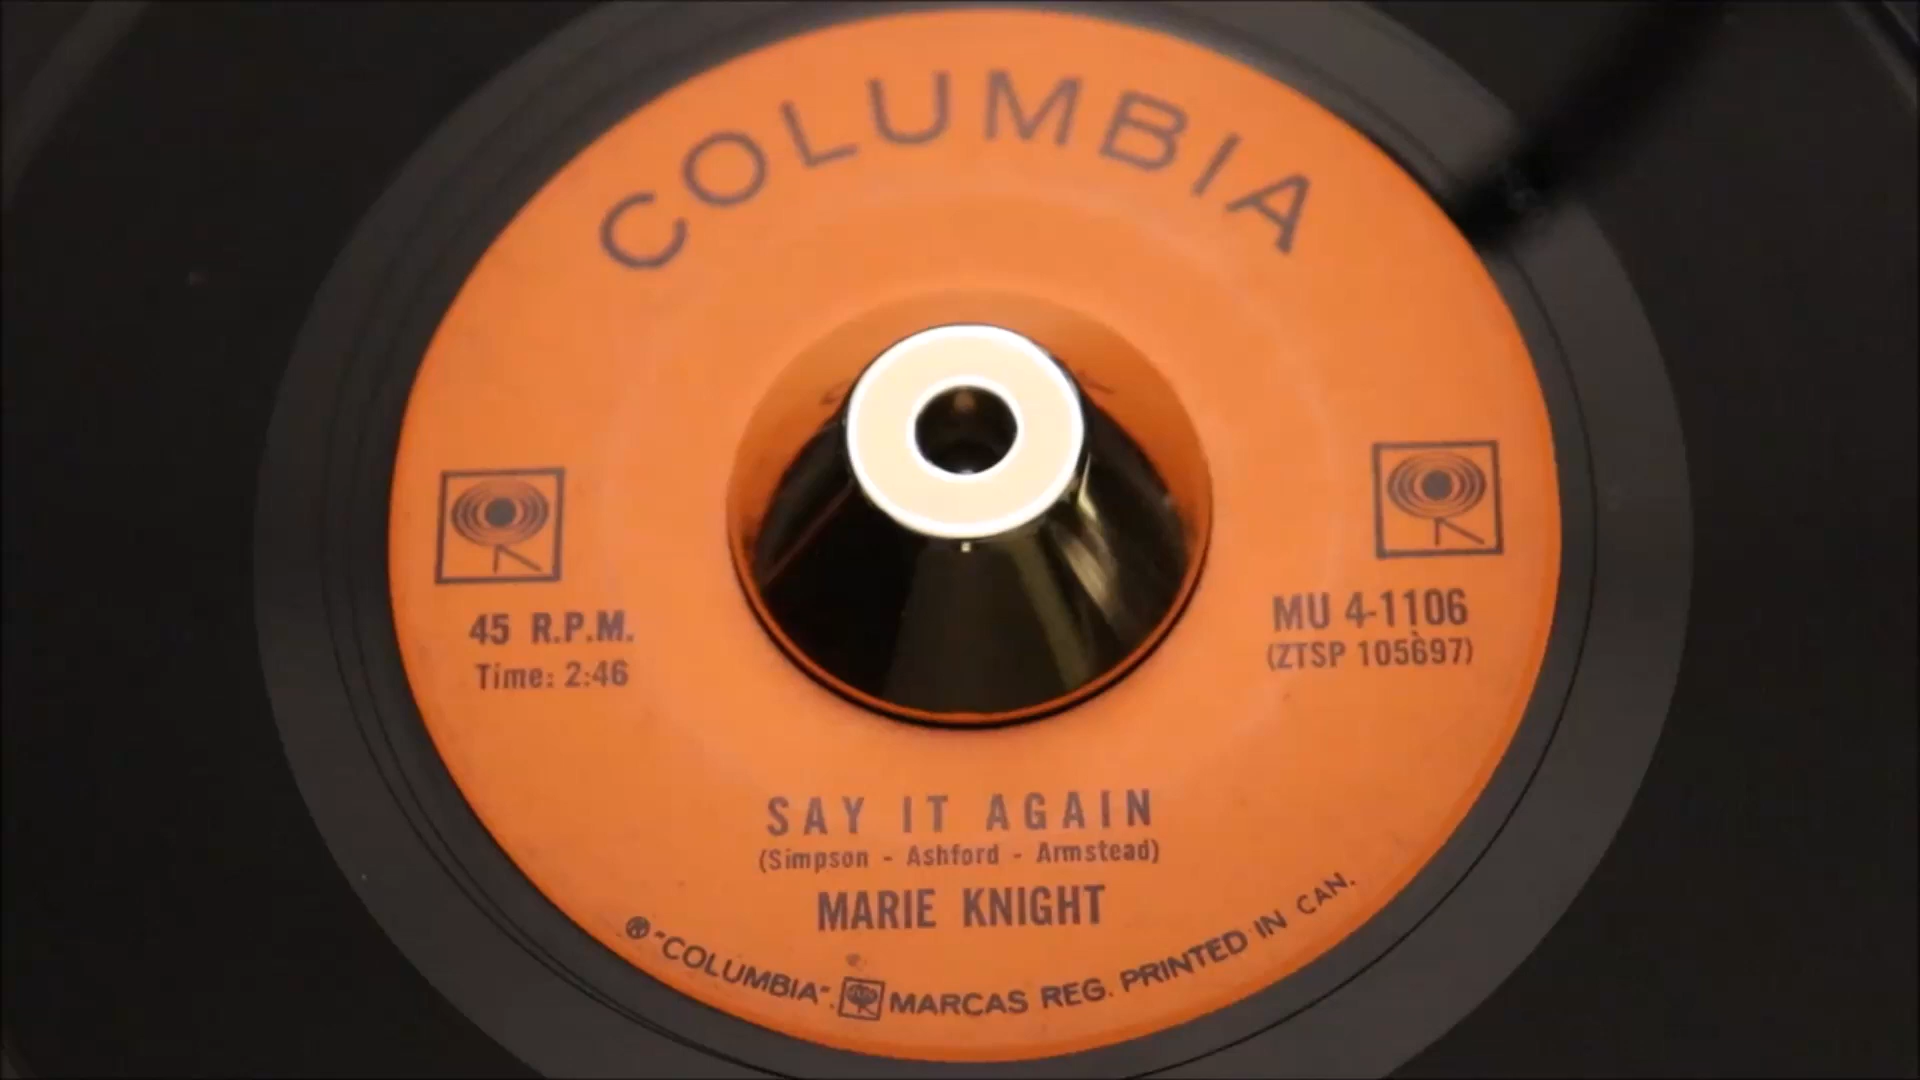 COLUMBIA
45 R.P.M.
Time: 2:46
MU 4-1106
(ZTSP 105697)
SAY IT AGAIN
(Simpson - Ashford - Armstead)
MARIE KNIGHT
"COLUMBIA". MARCAS REG. PRINTED IN CAN.